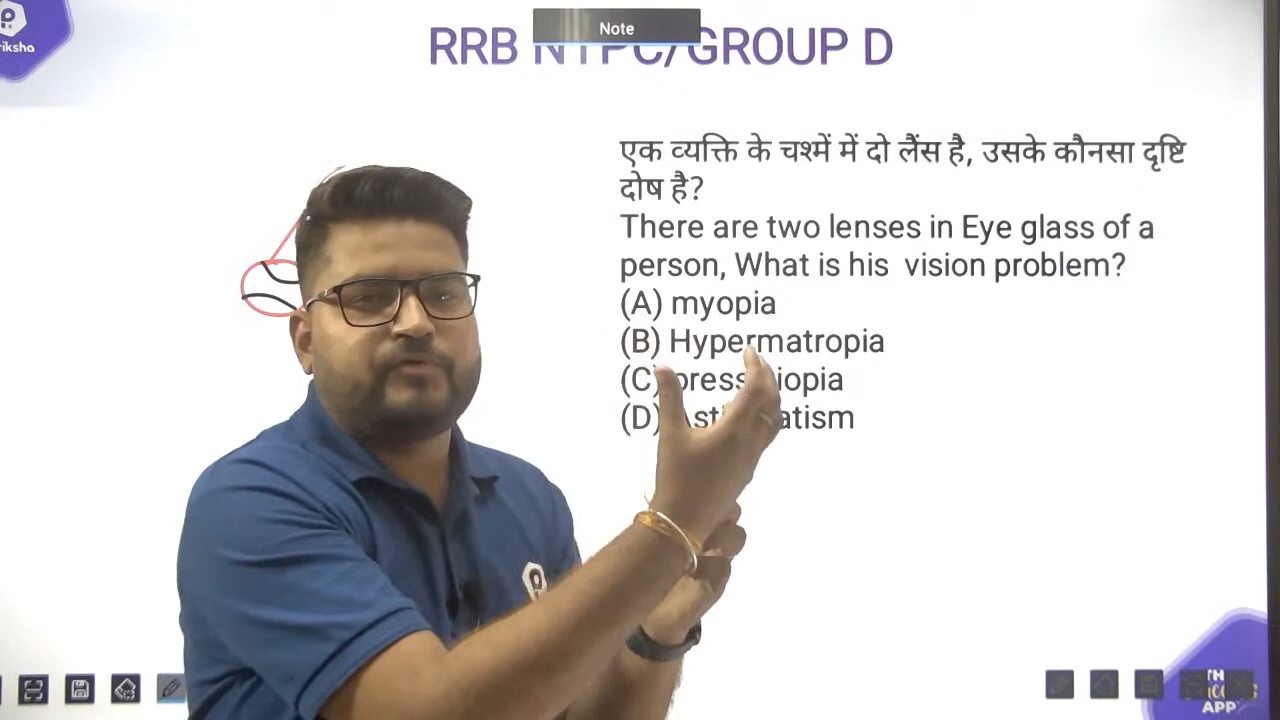 Note
RRB NTPC/GROUP D
एक व्यक्ति के चश्में में दो लैंस है, उसके कौनसा दृष्टि
दोष है?
There are two lenses in Eye glass of a
person, What is his vision problem?
(A) myopia
(B) Hypermatropia
(C)
(D)
APP